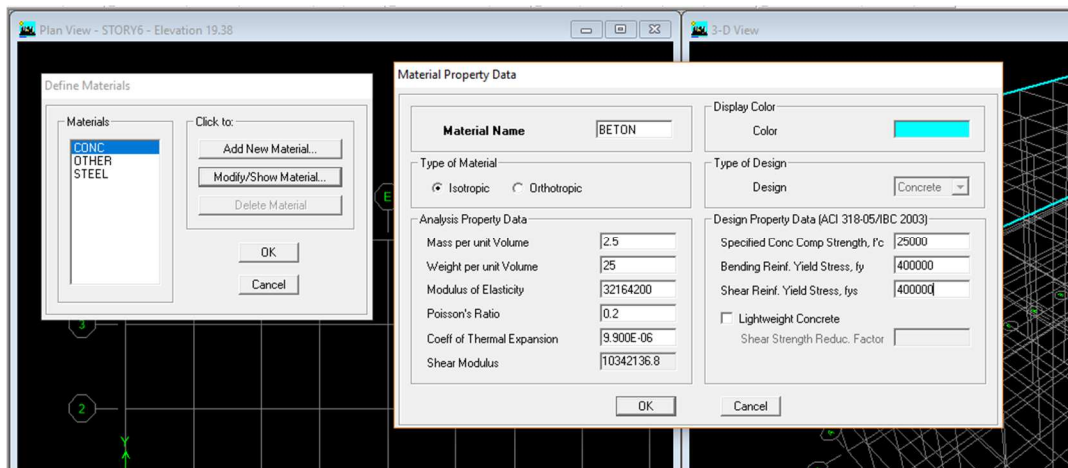 Plan View - STORY6 - Elevation 19.38
3-D View
Define Materials
Materials
CONC
OTHER
STEEL
Click to:
Add New Material...
Modify/Show Material...
Delete Material
OK
Cancel
E
3
2
Y
Material Property Data
Material Name BETON
Display Color
Color
Type of Material
Isotropic Orthotropic
Type of Design
Design Concrete
Analysis Property Data
Mass per unit Volume 2.5
Weight per unit Volume 25
Modulus of Elasticity 32164200
Poisson's Ratio 0.2
Coeff of Thermal Expansion 9.900E-06
Shear Modulus 10342136.8
Design Property Data (ACI 318-05/IBC 2003)
Specified Conc Comp Strength, f'c 25000
Bending Reinf. Yield Stress, fy 400000
Shear Reinf. Yield Stress, fys 400000
Lightweight Concrete
Shear Strength Reduc. Factor
OK
Cancel